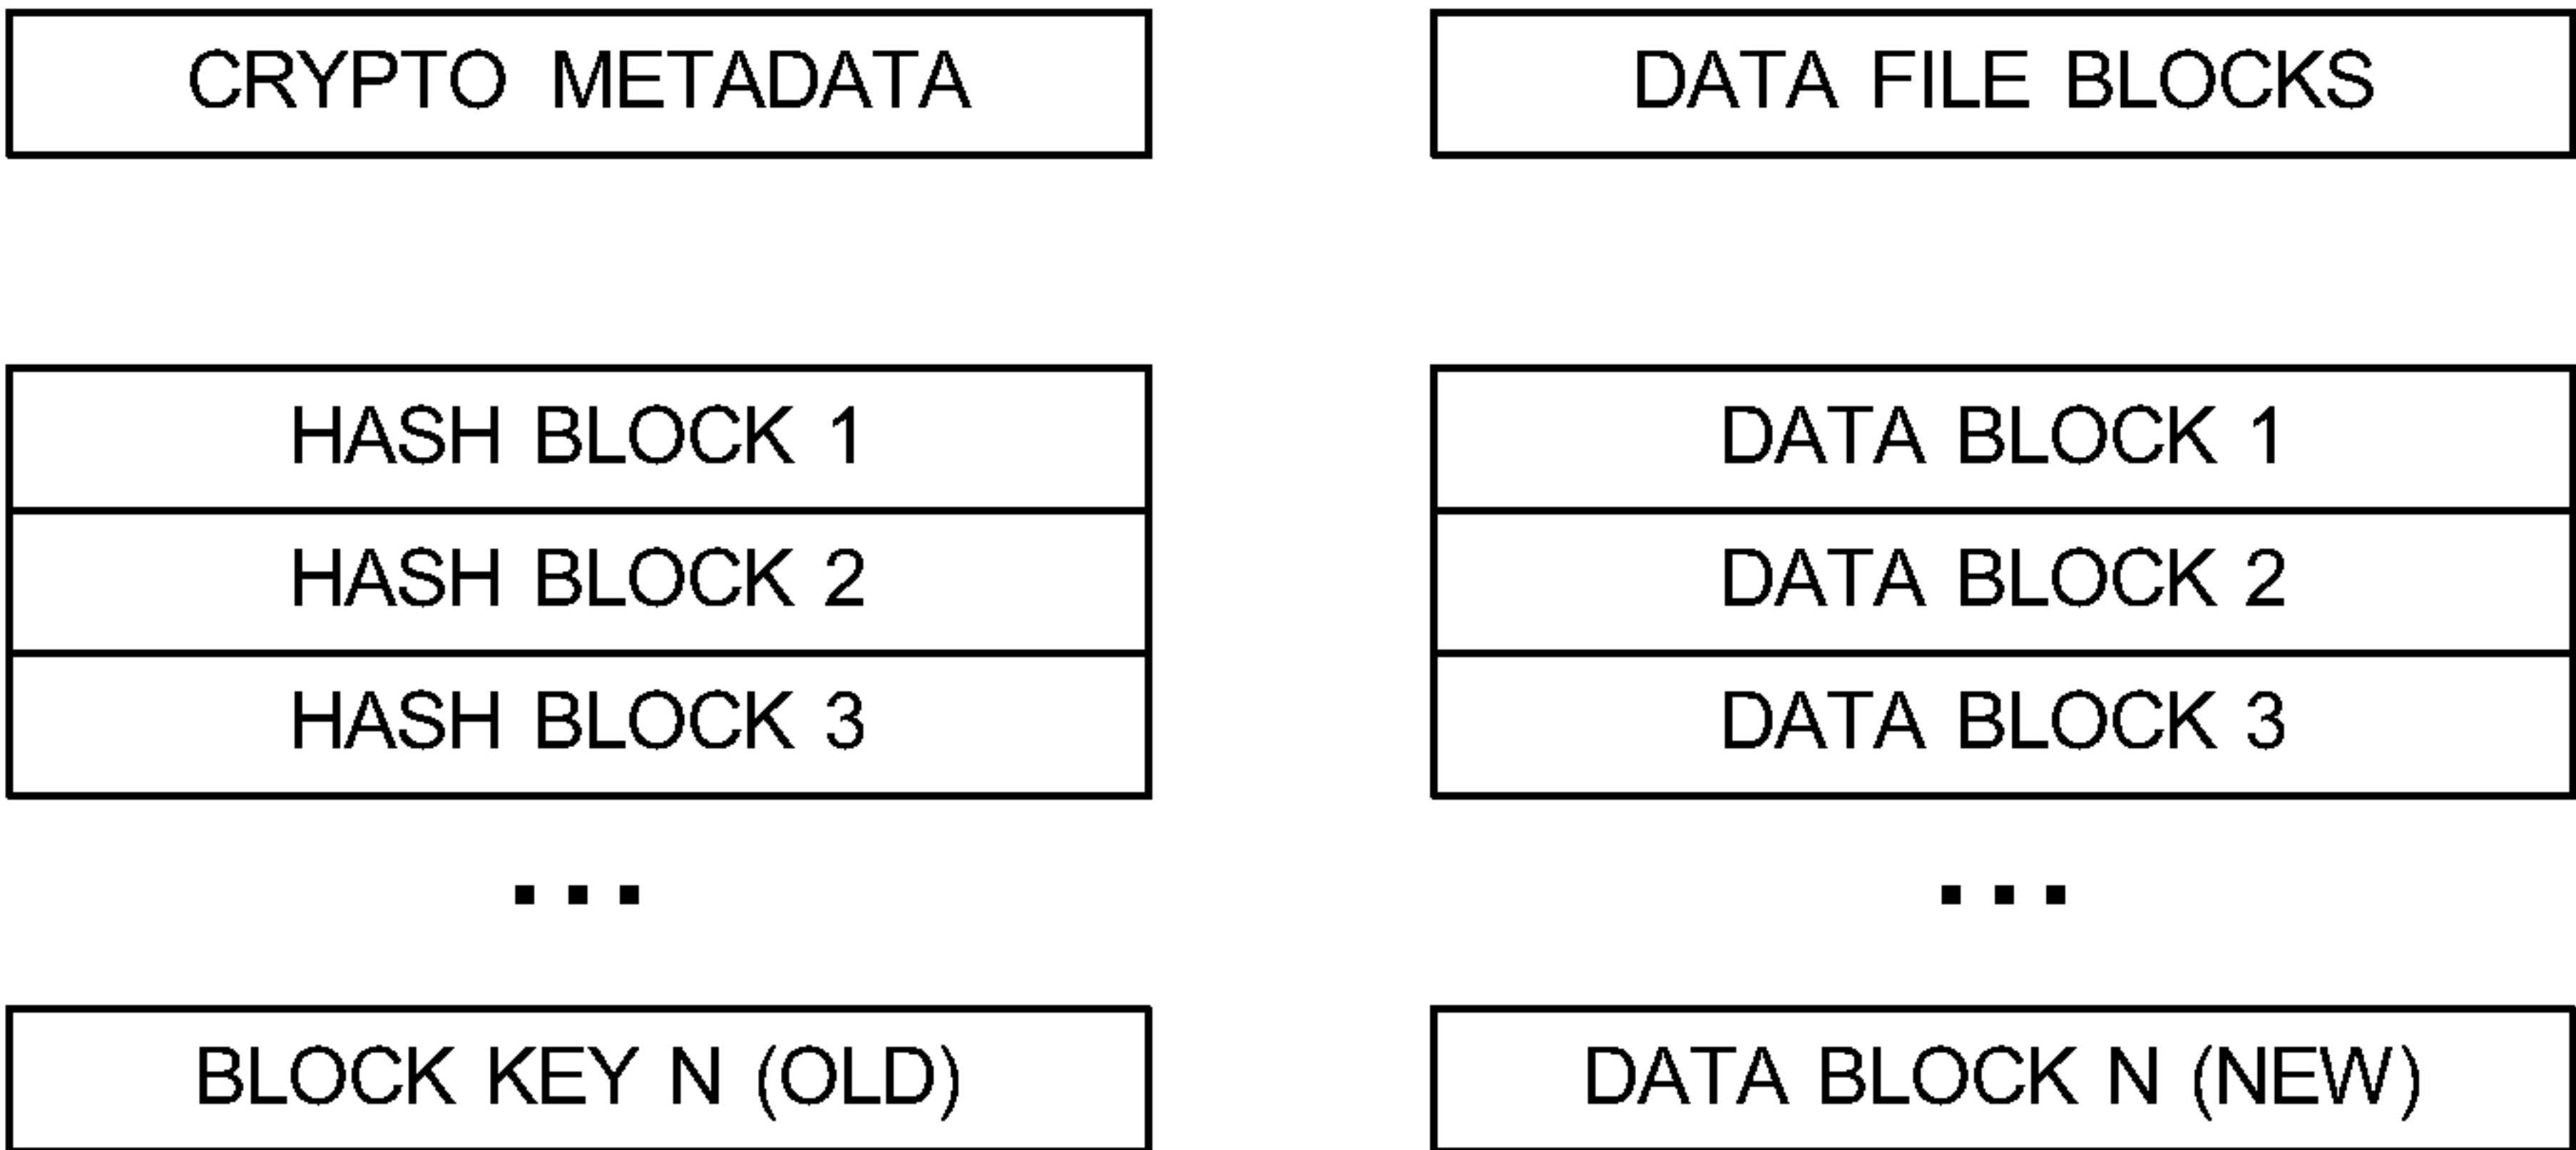 CRYPTO METADATA
DATA FILE BLOCKS
HASH BLOCK 1
DATA BLOCK 1
HASH BLOCK 2
DATA BLOCK 2
HASH BLOCK 3
DATA BLOCK 3
...
...
BLOCK KEY N (OLD)
DATA BLOCK N (NEW)